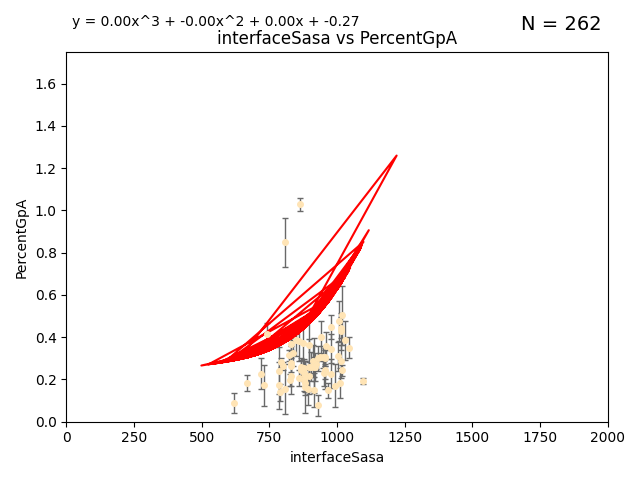 y = 0.00x^3 + -0.00x^2 + 0.00x + -0.27
N = 262
interfaceSasa vs PercentGpA
PercentGpA
1.6
1.4
1.2
1.0
0.8
0.6
0.4
0.2
0.0
0 250 500 750 1000 1250 1500 1750 2000
interfaceSasa